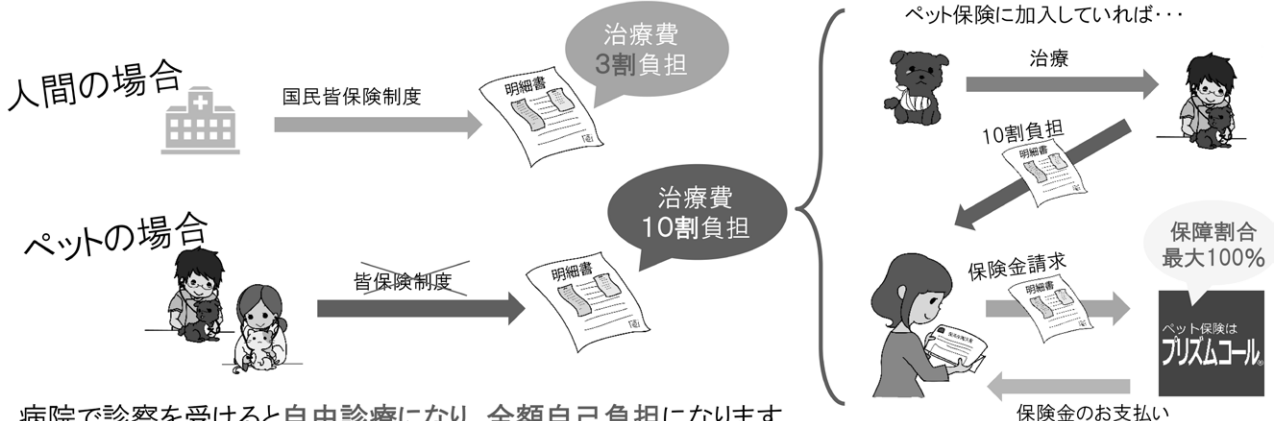 人間の場合
国民皆保険制度
明細書
治療費
3割負担
ペットの場合
皆保険制度
明細書
治療費
10割負担
病院で診察を受けると自由診療になり、全額自己負担になります
ペット保険に加入していれば・・・
治療
10割負担
明細書
保険金請求
明細書
保障割合
最大100%
ペット保険は
プリズムコール®
保険金のお支払い